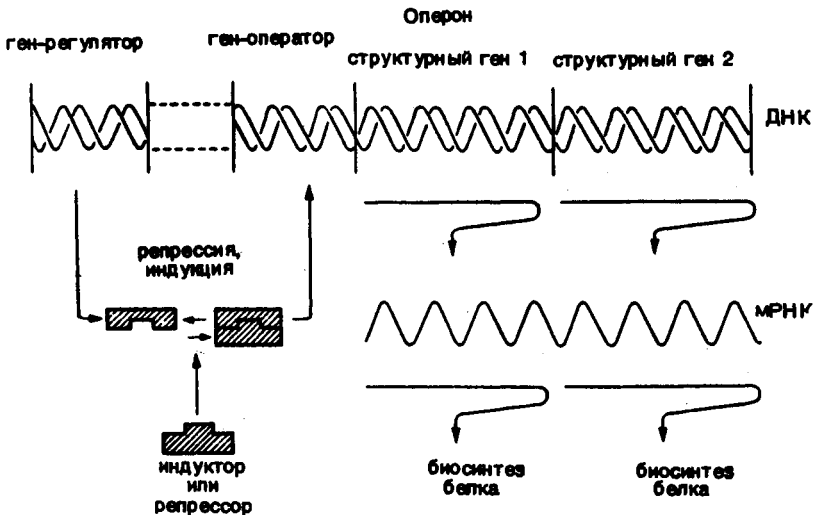 Оперон
ген-регулятор
ген-оператор
структурный ген 1
структурный ген 2
ДНК
репрессия,
индукция
мРНК
индуктор
или
репрессор
биосинтез
белка
биосинтез
белка